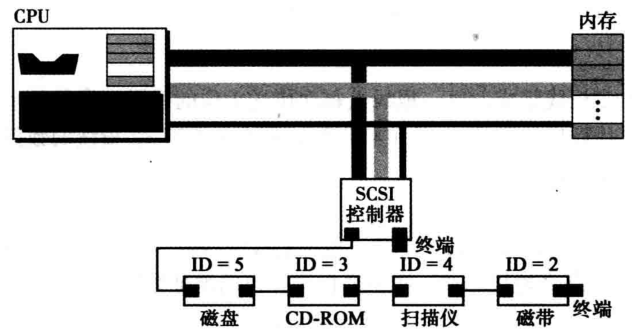 CPU
内存
SCSI
控制器
终端
ID = 5
ID = 3
ID = 4
ID = 2
磁盘
CD-ROM
扫描仪
磁带
终端